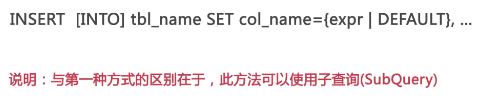 INSERT [INTO] tbl_name SET col_name={expr | DEFAULT}, ...
说明：与第一种方式的区别在于，此方法可以使用子查询(SubQuery)